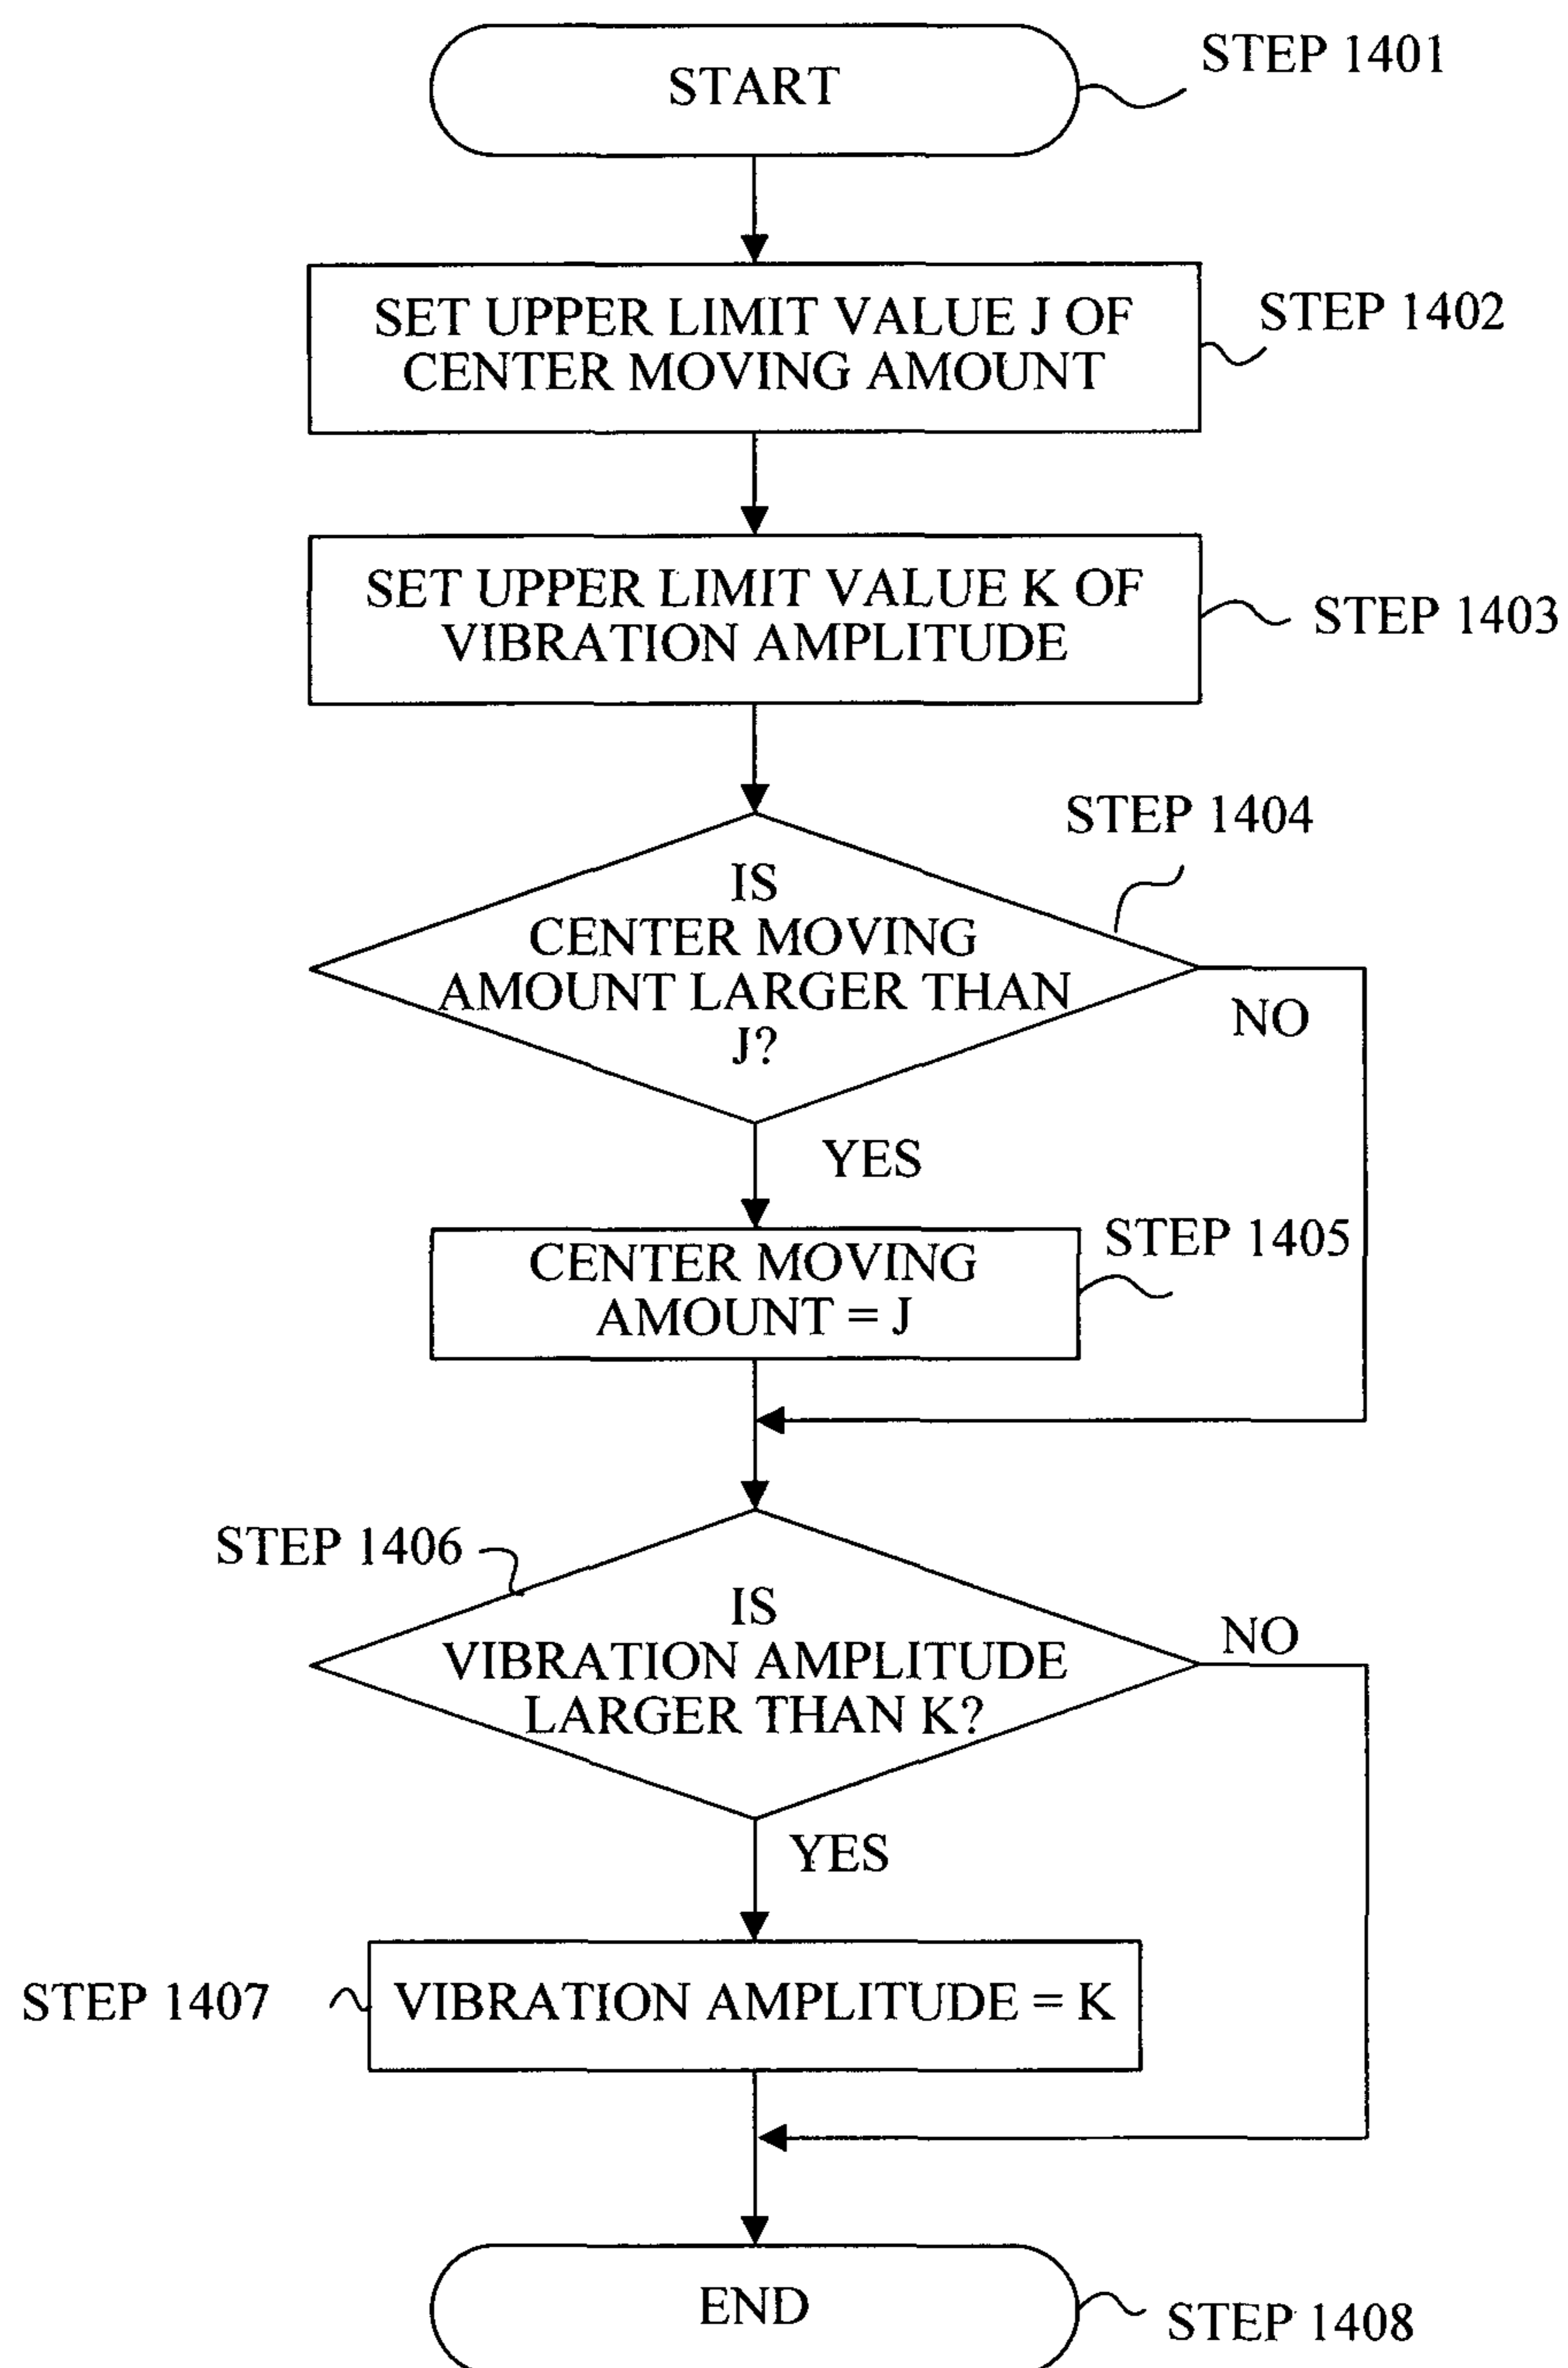 START
STEP 1401
SET UPPER LIMIT VALUE J OF
CENTER MOVING AMOUNT
STEP 1402
SET UPPER LIMIT VALUE K OF
VIBRATION AMPLITUDE
STEP 1403
STEP 1404
IS
CENTER MOVING
AMOUNT LARGER THAN
J?
NO
YES
CENTER MOVING
AMOUNT = J
STEP 1405
STEP 1406
IS
VIBRATION AMPLITUDE
LARGER THAN K?
NO
YES
STEP 1407
VIBRATION AMPLITUDE = K
END
STEP 1408